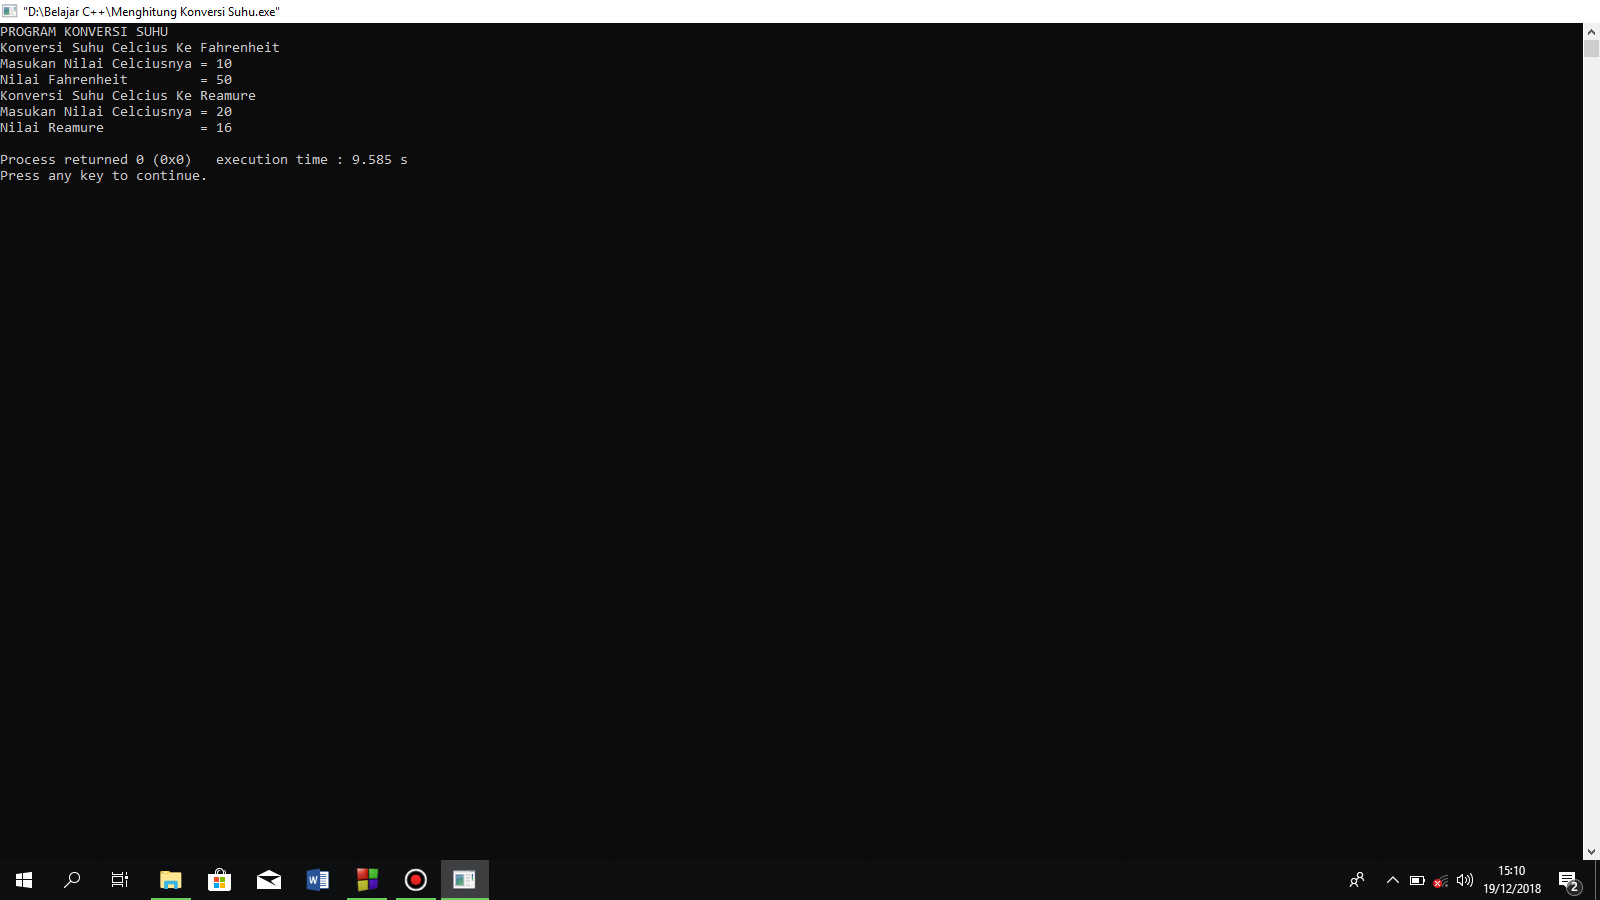 "D:\Belajar C++\Menghitung Konversi Suhu.exe"
PROGRAM KONVERSI SUHU
Konversi Suhu Celcius Ke Fahrenheit
Masukan Nilai Celciusnya = 10
Nilai Fahrenheit         = 50
Konversi Suhu Celcius Ke Reamure
Masukan Nilai Celciusnya = 20
Nilai Reamure            = 16
Process returned 0 (0x0)   execution time : 9.585 s
Press any key to continue.
W
15:10
19/12/2018
2